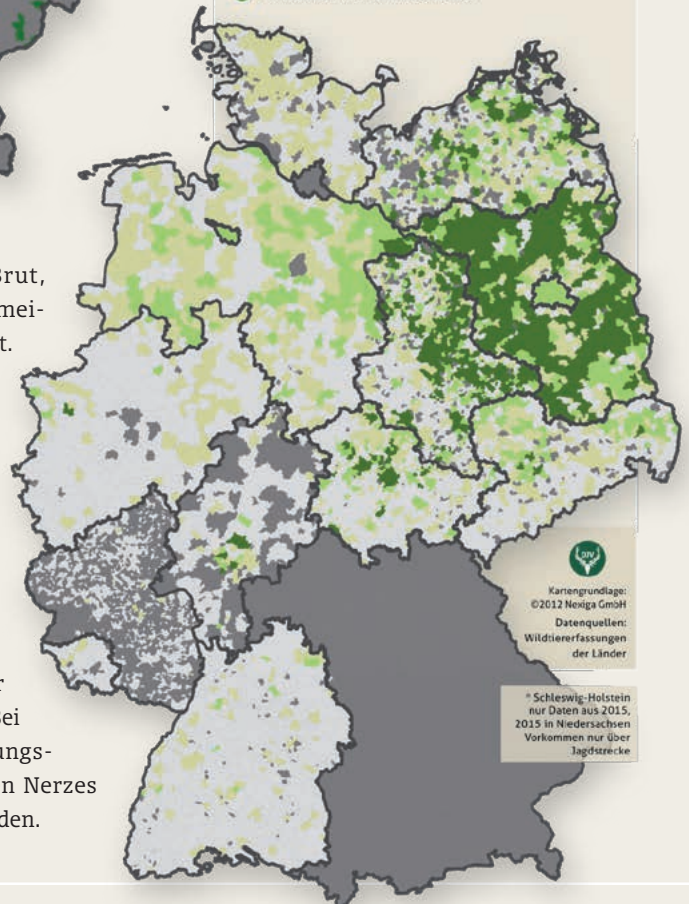 Brut,
mei-
t.
r
Bei
ungs-
n Nerzes
den.
DJV
Kartengrundlage:
©2012 Nexiga GmbH
Datenquellen:
Wildtiererfassungen
der Länder
* Schleswig-Holstein
nur Daten aus 2015,
2015 in Niedersachsen
Vorkommen nur über
Jagdstrecke